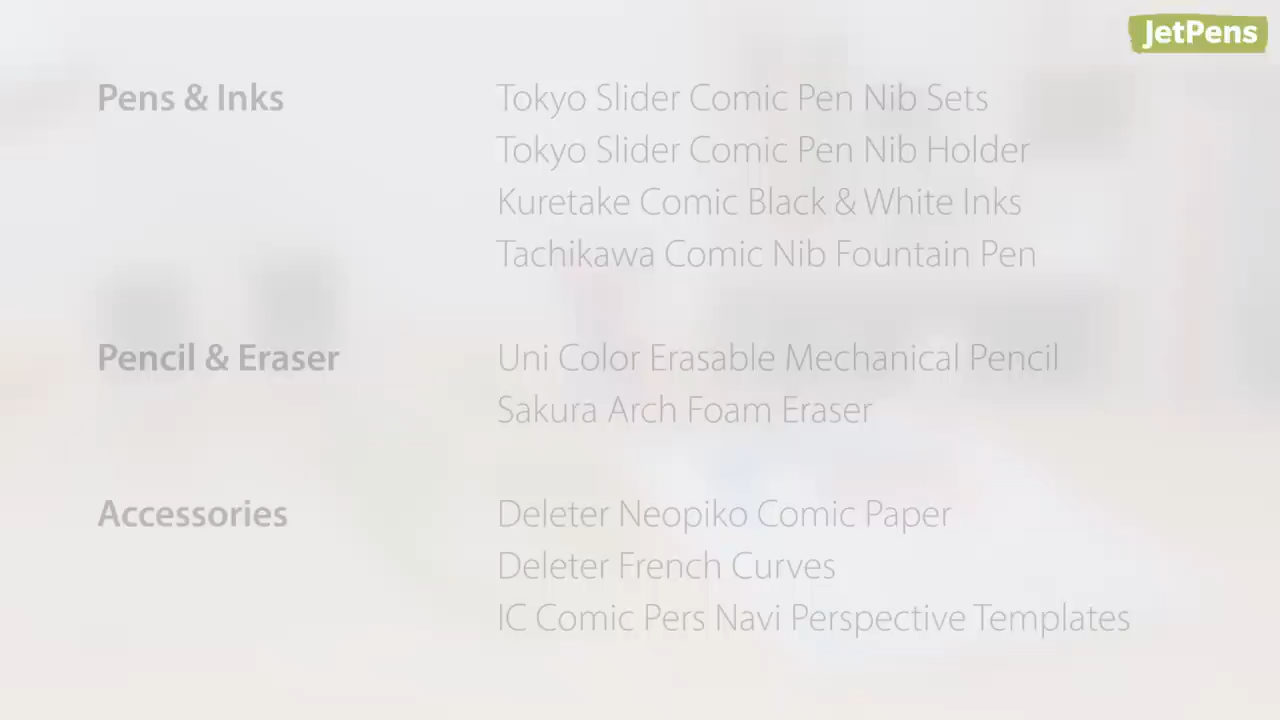 JetPens
Pens & Inks
Tokyo Slider Comic Pen Nib Sets
Tokyo Slider Comic Pen Nib Holder
Kuretake Comic Black & White Inks
Tachikawa Comic Nib Fountain Pen
Pencil & Eraser
Uni Color Erasable Mechanical Pencil
Sakura Arch Foam Eraser
Accessories
Deleter Neopiko Comic Paper
Deleter French Curves
IC Comic Pers Navi Perspective Templates